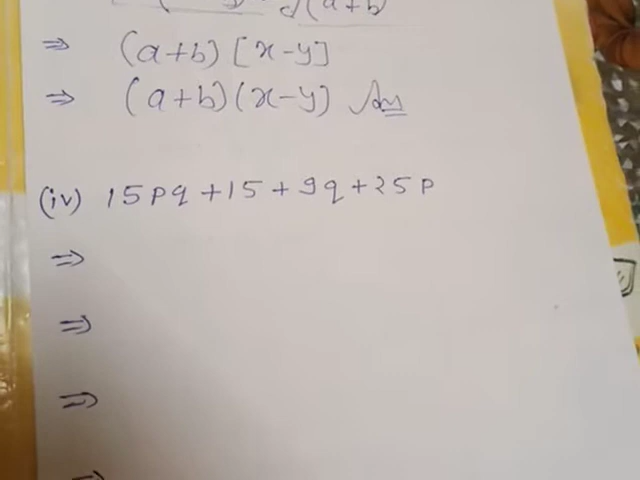 (a+b)
⇒ (a+b) [x-y]
⇒ (a+b) (x-y) Ans
(iv) 15pq+15+9q+25p
⇒
⇒
⇒